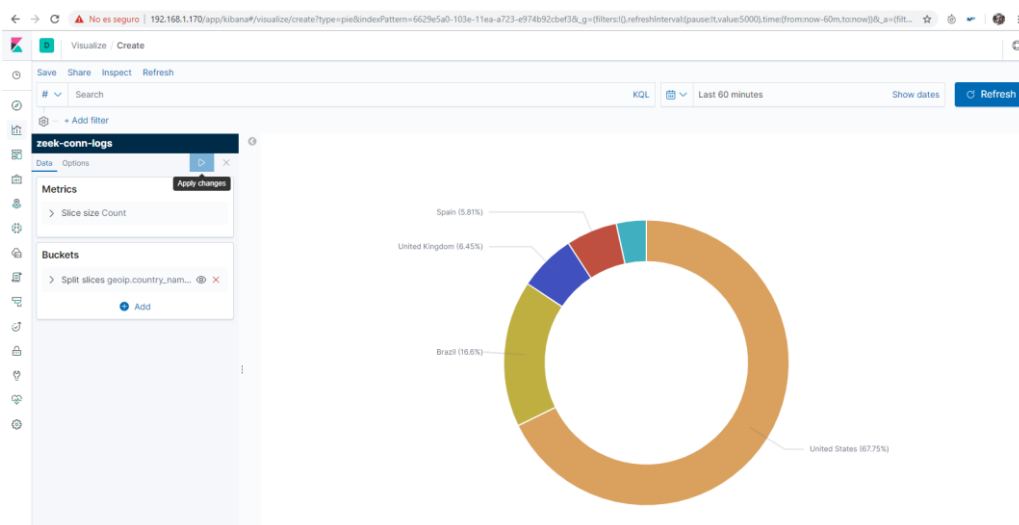 No es seguro | 192.168.1.170/app/kibana#/visualize/create?type=pie&indexPattern=6629e5a0-103e-11ea-a723-e974b92cbef3&_g=(filters:!(),refreshInterval:(pause:!t,value:5000),time:(from:now-60m,to:now))&_a=(filt...
D Visualize / Create
Save Share Inspect Refresh
# Search KQL Last 60 minutes Show dates Refresh
+ Add filter
zeek-conn-logs
Data Options
Apply changes
Metrics
Slice size Count
Buckets
Split slices geoip.country_nam...
Add
Spain (5.81%)
United Kingdom (6.45%)
Brazil (16.6%)
United States (67.75%)